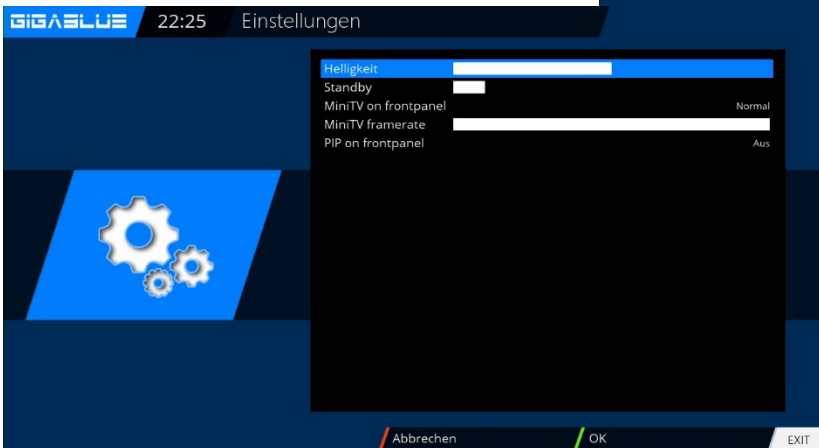 GIGABLUE 22:25 Einstellungen
Helligkeit
Standby
MiniTV on frontpanel Normal
MiniTV framerate
PIP on frontpanel Aus
Abbrechen OK EXIT